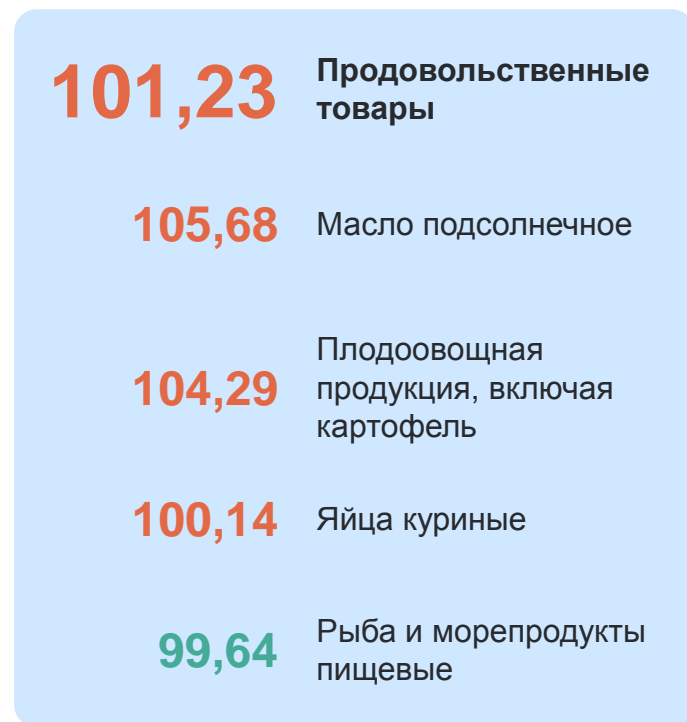 101,23
Продовольственные
товары
105,68
Масло подсолнечное
104,29
Плодоовощная
продукция, включая
картофель
100,14
Яйца куриные
99,64
Рыба и морепродукты
пищевые